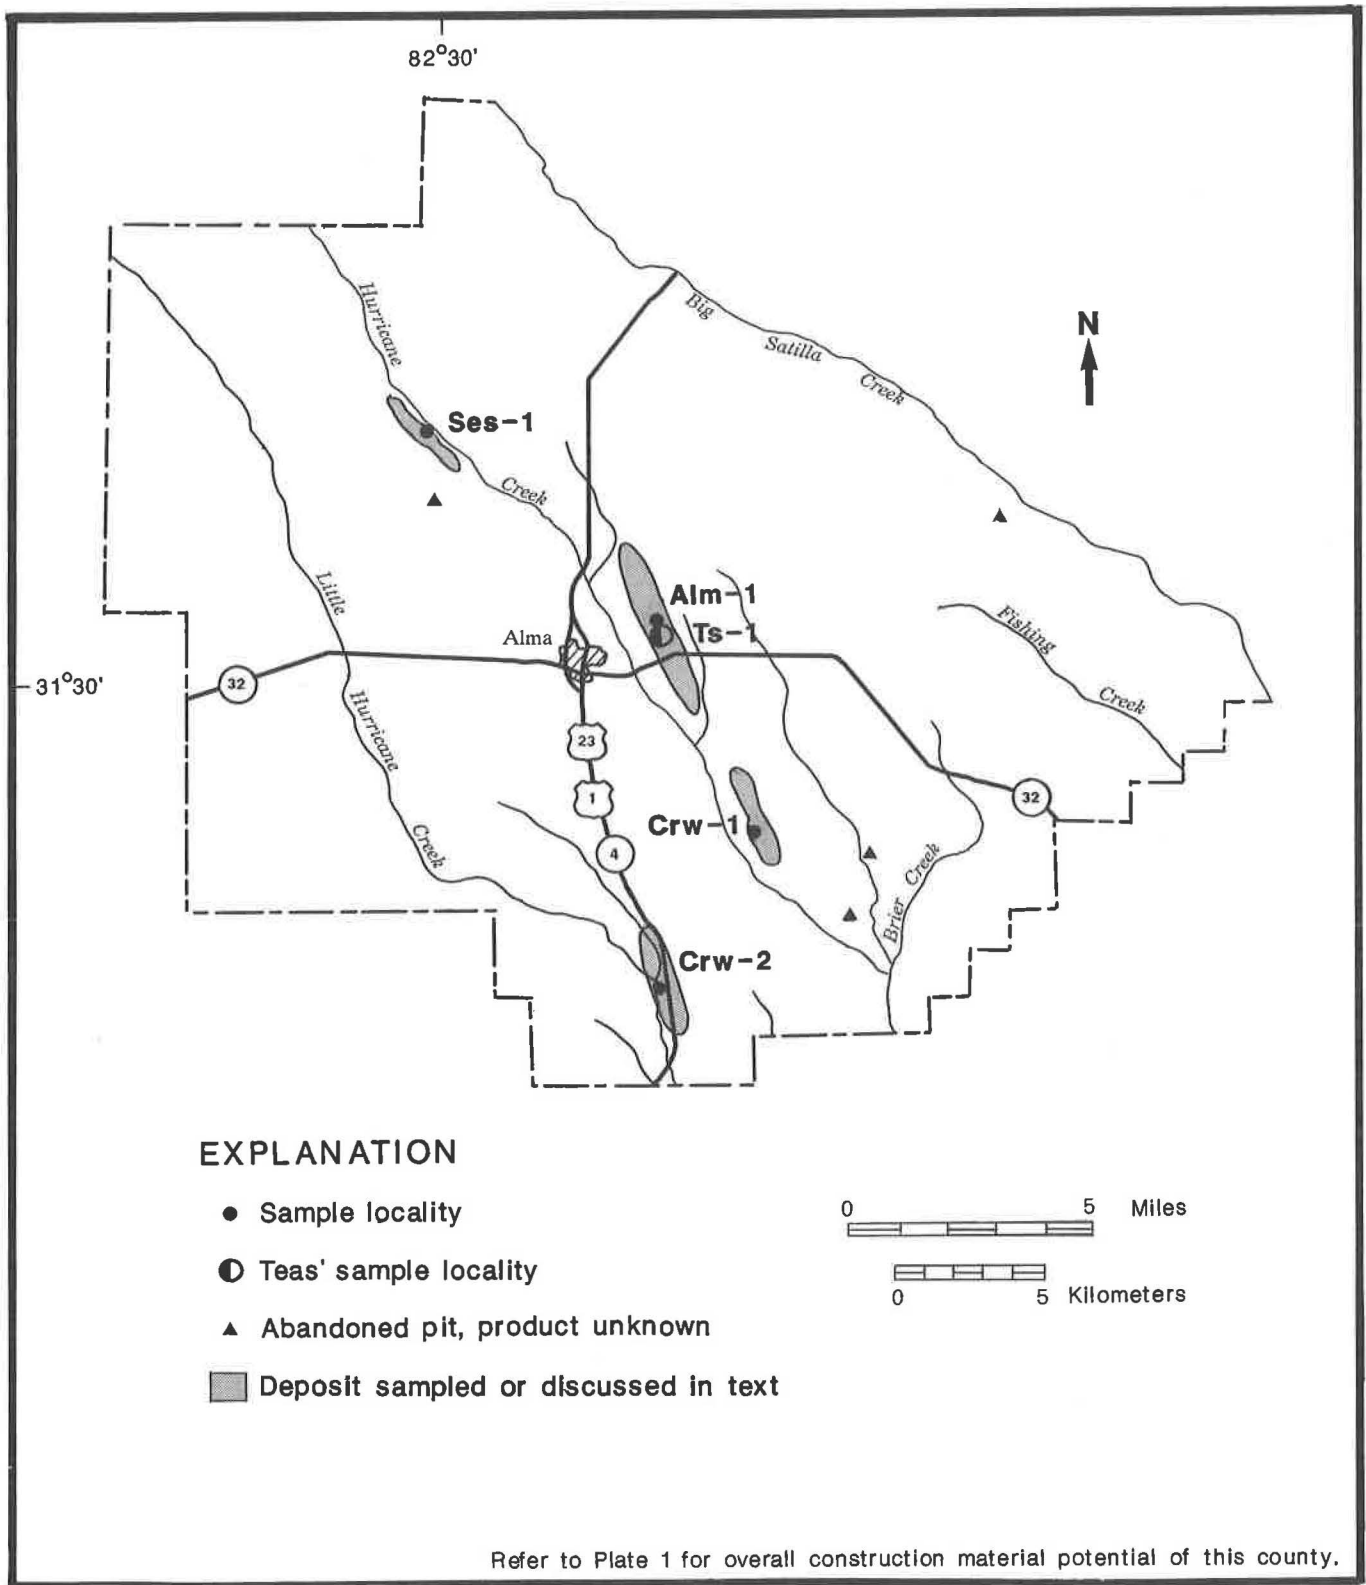 82°30'
Hurricane
Big
Satilla
Creek
N
Ses-1
Creek
Little
Alm-1
Ts-1
Alma
Fishing
Creek
31°30'
32
Hurricane
23
1
32
Crw-1
4
Creek
Brier Creek
Crw-2
EXPLANATION
Sample locality
Teas' sample locality
Abandoned pit, product unknown
Deposit sampled or discussed in text
0 5 Miles
0 5 Kilometers
Refer to Plate 1 for overall construction material potential of this county.